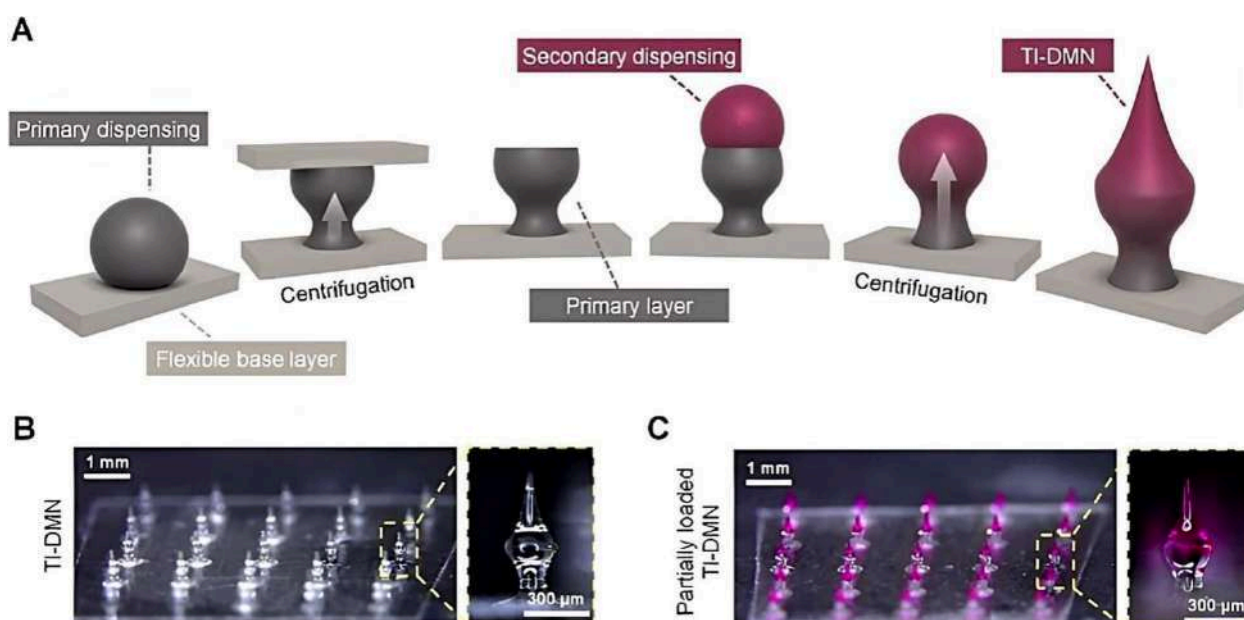 A
Primary dispensing
Centrifugation
Flexible base layer
Primary layer
Secondary dispensing
Centrifugation
TI-DMN
B
TI-DMN
1 mm
300 µm
C
Partially loaded
TI-DMN
1 mm
300 µm